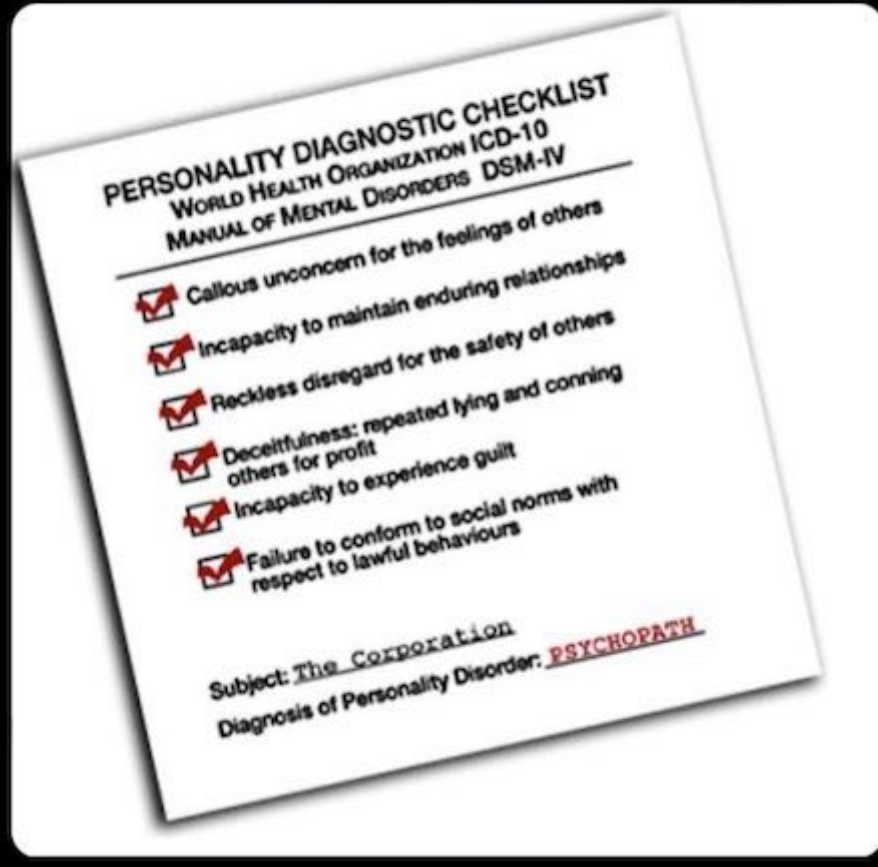 PERSONALITY DIAGNOSTIC CHECKLIST
WORLD HEALTH ORGANIZATION ICD-10
MANUAL OF MENTAL DISORDERS DSM-IV
Callous unconcern for the feelings of others
Incapacity to maintain enduring relationships
Reckless disregard for the safety of others
Deceitfulness: repeated lying and conning
others for profit
Incapacity to experience guilt
Failure to conform to social norms with
respect to lawful behaviours
Subject: The Corporation
Diagnosis of Personality Disorder: PSYCHOPATH